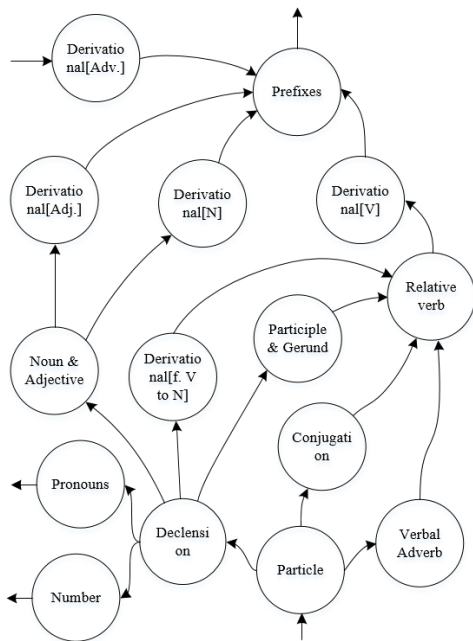 Derivatio
nal[Adv.]
Prefixes
Derivatio
nal[Adj.]
Derivatio
nal[N]
Derivatio
nal[V]
Relative
verb
Noun &
Adjective
Derivatio
nal[f. V
to N]
Participle
& Gerund
Conjugati
on
Pronouns
Declensi
on
Particle
Verbal
Adverb
Number